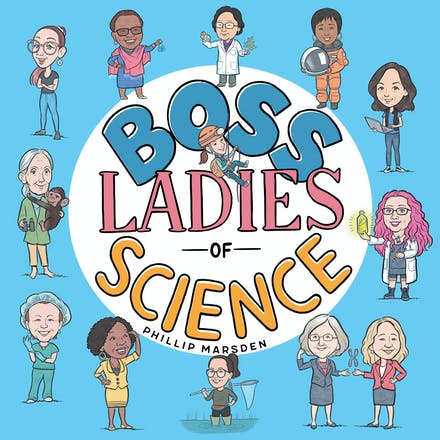 BOSS
LADIES
OF
SCIENCE
PHILLIP MARSDEN